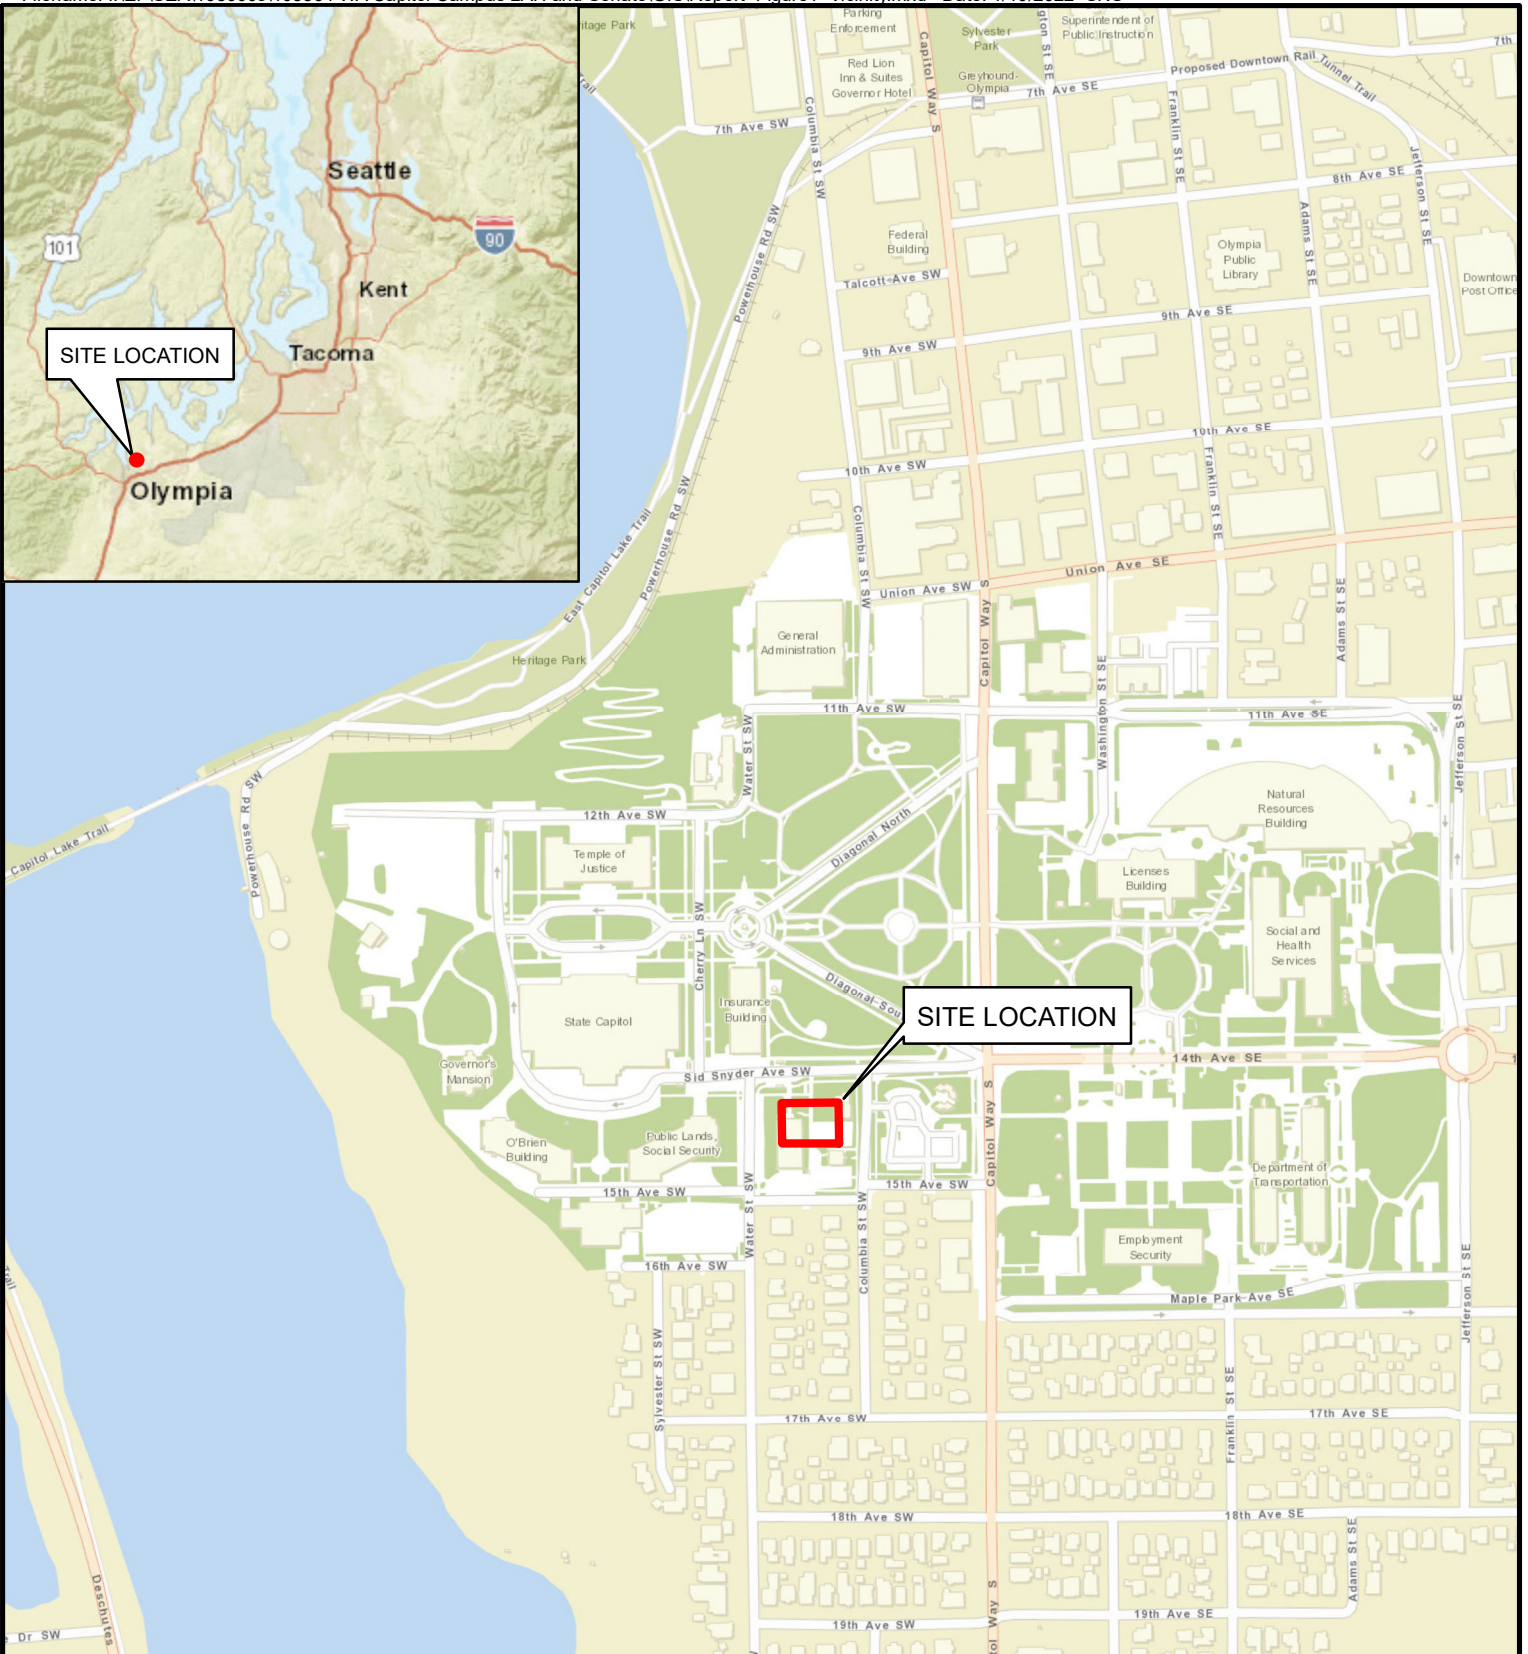 Seattle
101
90
Kent
SITE LOCATION
Tacoma
Olympia
Parking
Enforcement
Capitol Way S
Sylvester
Park
Superintendent of
Public Instruction
7th
Red Lion
Inn & Suites
Governor Hotel
Greyhound-
Olympia
7th Ave SE
Proposed Downtown Rail
Tunnel Trail
Trail
7th Ave SW
Columbia St SW
Franklin St SE
Jefferson St SE
8th Ave SE
Powerhouse Rd SW
Federal
Building
Adams St SE
Olympia
Public
Library
Talcott Ave SW
Downtown
Post Office
9th Ave SE
9th Ave SW
10th Ave SE
10th Ave SW
Franklin St SE
Powerhouse Rd SW
East Capitol Lake Trail
Columbia St SW
Union Ave SE
Union Ave SW
Capitol Way S
Adams St SE
General
Administration
Heritage Park
Washington St SE
11th Ave SW
11th Ave SE
Jefferson St SE
Water St SW
Powerhouse Rd SW
12th Ave SW
Diagonal North
Natural
Resources
Building
Capitol Lake Trail
Temple of
Justice
Licenses
Building
Cherry Ln SW
Social and
Health
Services
State Capitol
Insurance
Building
SITE LOCATION
Governor's
Mansion
Sid Snyder Ave SW
14th Ave SE
O'Brien
Building
Public Lands,
Social Security
Capitol Way S
Department of
Transportation
15th Ave SW
15th Ave SW
Water St SW
Columbia St SW
Employment
Security
16th Ave SW
Jefferson St SE
Trail
Maple Park Ave SE
Sylvester St SW
17th Ave SW
17th Ave SE
Franklin St SE
18th Ave SW
18th Ave SE
Adams St SE
Deschutes
19th Ave SW
19th Ave SE
Dr SW